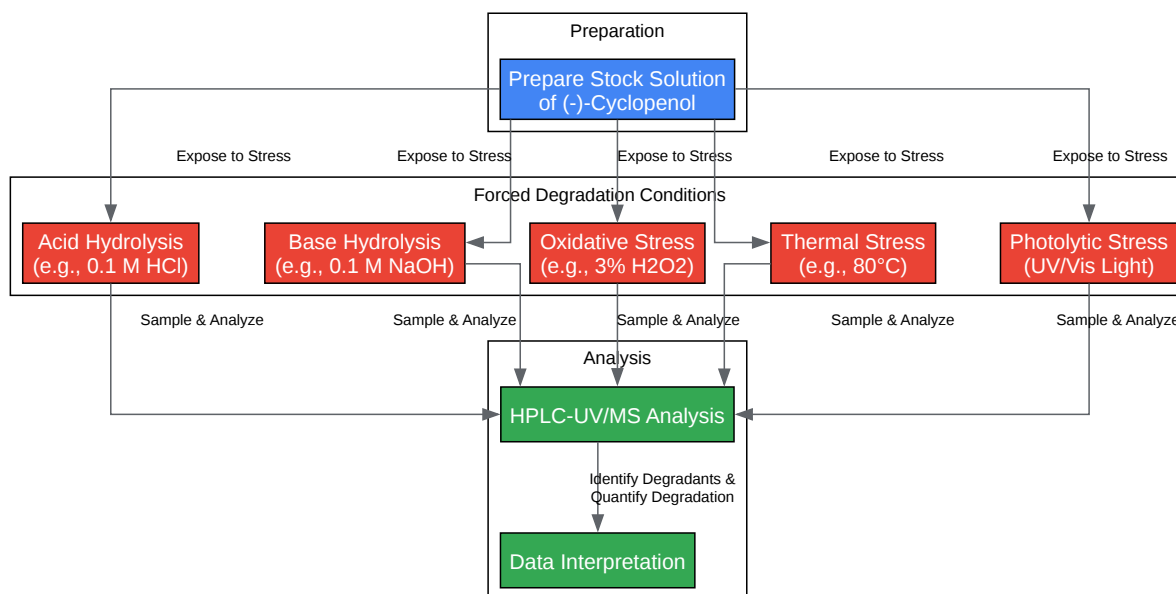 Preparation
Prepare Stock Solution
of (-)-Cyclopenol
Expose to Stress
Expose to Stress
Expose to Stress
Expose to Stress
Expose to Stress
Forced Degradation Conditions
Acid Hydrolysis
(e.g., 0.1 M HCl)
Base Hydrolysis
(e.g., 0.1 M NaOH)
Oxidative Stress
(e.g., 3% H2O2)
Thermal Stress
(e.g., 80°C)
Photolytic Stress
(UV/Vis Light)
Sample & Analyze
Sample & Analyze
Sample & Analyze
Sample & Analyze
Sample & Analyze
Analysis
HPLC-UV/MS Analysis
Identify Degradants &
Quantify Degradation
Data Interpretation